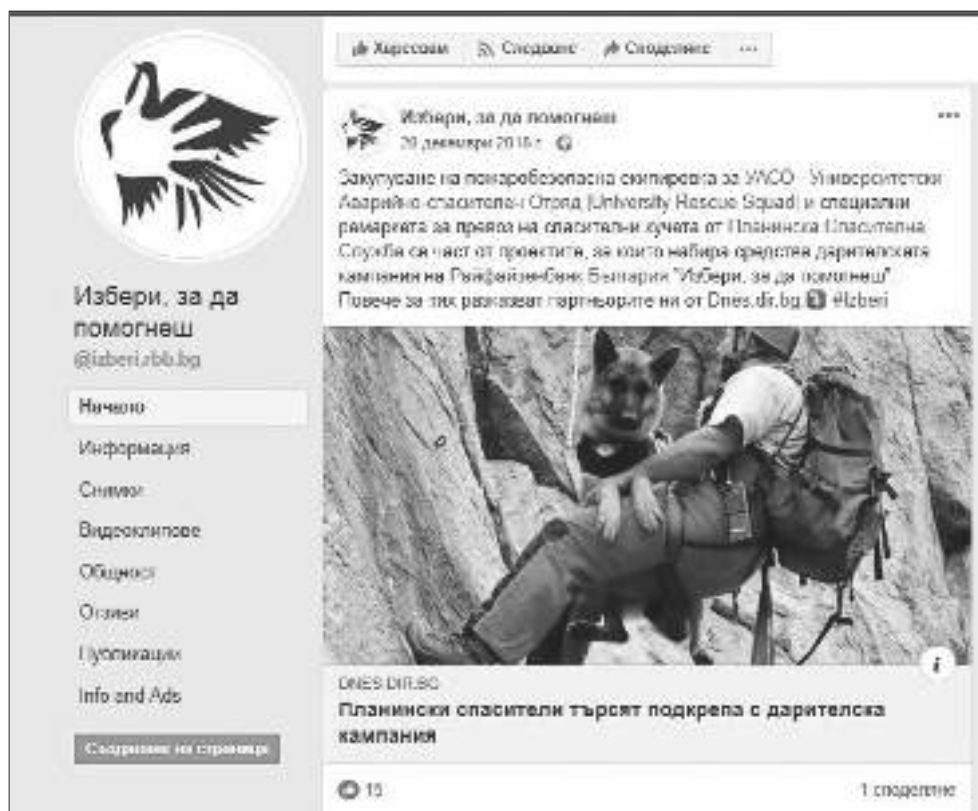 Харесвам Следване Споделяне ...
Избери, за да помогнеш
декември г.
Закупуване на пожаробезопасна екипировка за УАСО - Университетски
Аварийно-спасителен Отряд (University Rescue Squad) и специални
ремаркета за превоз на спасителни кучета от Планинска Спасителна
Служба са част от проектите, за които набира средства дарителската
кампания на Райфайзенбанк България "Избери, за да помогнеш"
Повече за тях разказват партньорите ни от Dnes.dir.bg #Izberi
Избери, за да
помогнеш
@izberi.rbb.bg
Начало
Информация
Снимки
Видеоклипове
Общност
Отзиви
Публикации
Info and Ads
Създаване на страница
DNES.DIR.BG
Планински спасители търсят подкрепа с дарителска
кампания
15
1 споделяне